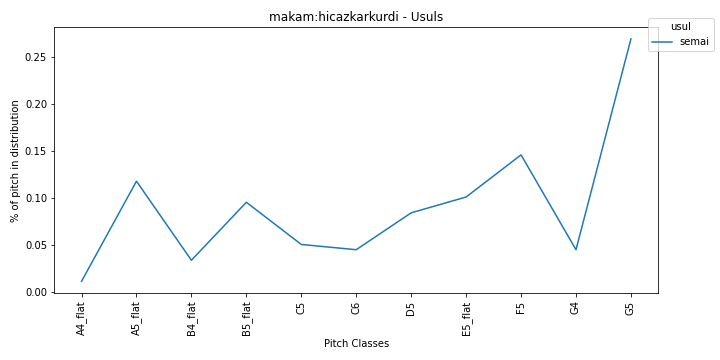 makam:hicazkarkurdi - Usuls
usul
semai
% of pitch in distribution
0.25
0.20
0.15
0.10
0.05
0.00
A4_flat
A5_flat
B4_flat
B5_flat
C5
C6
D5
E5_flat
F5
G4
G5
Pitch Classes